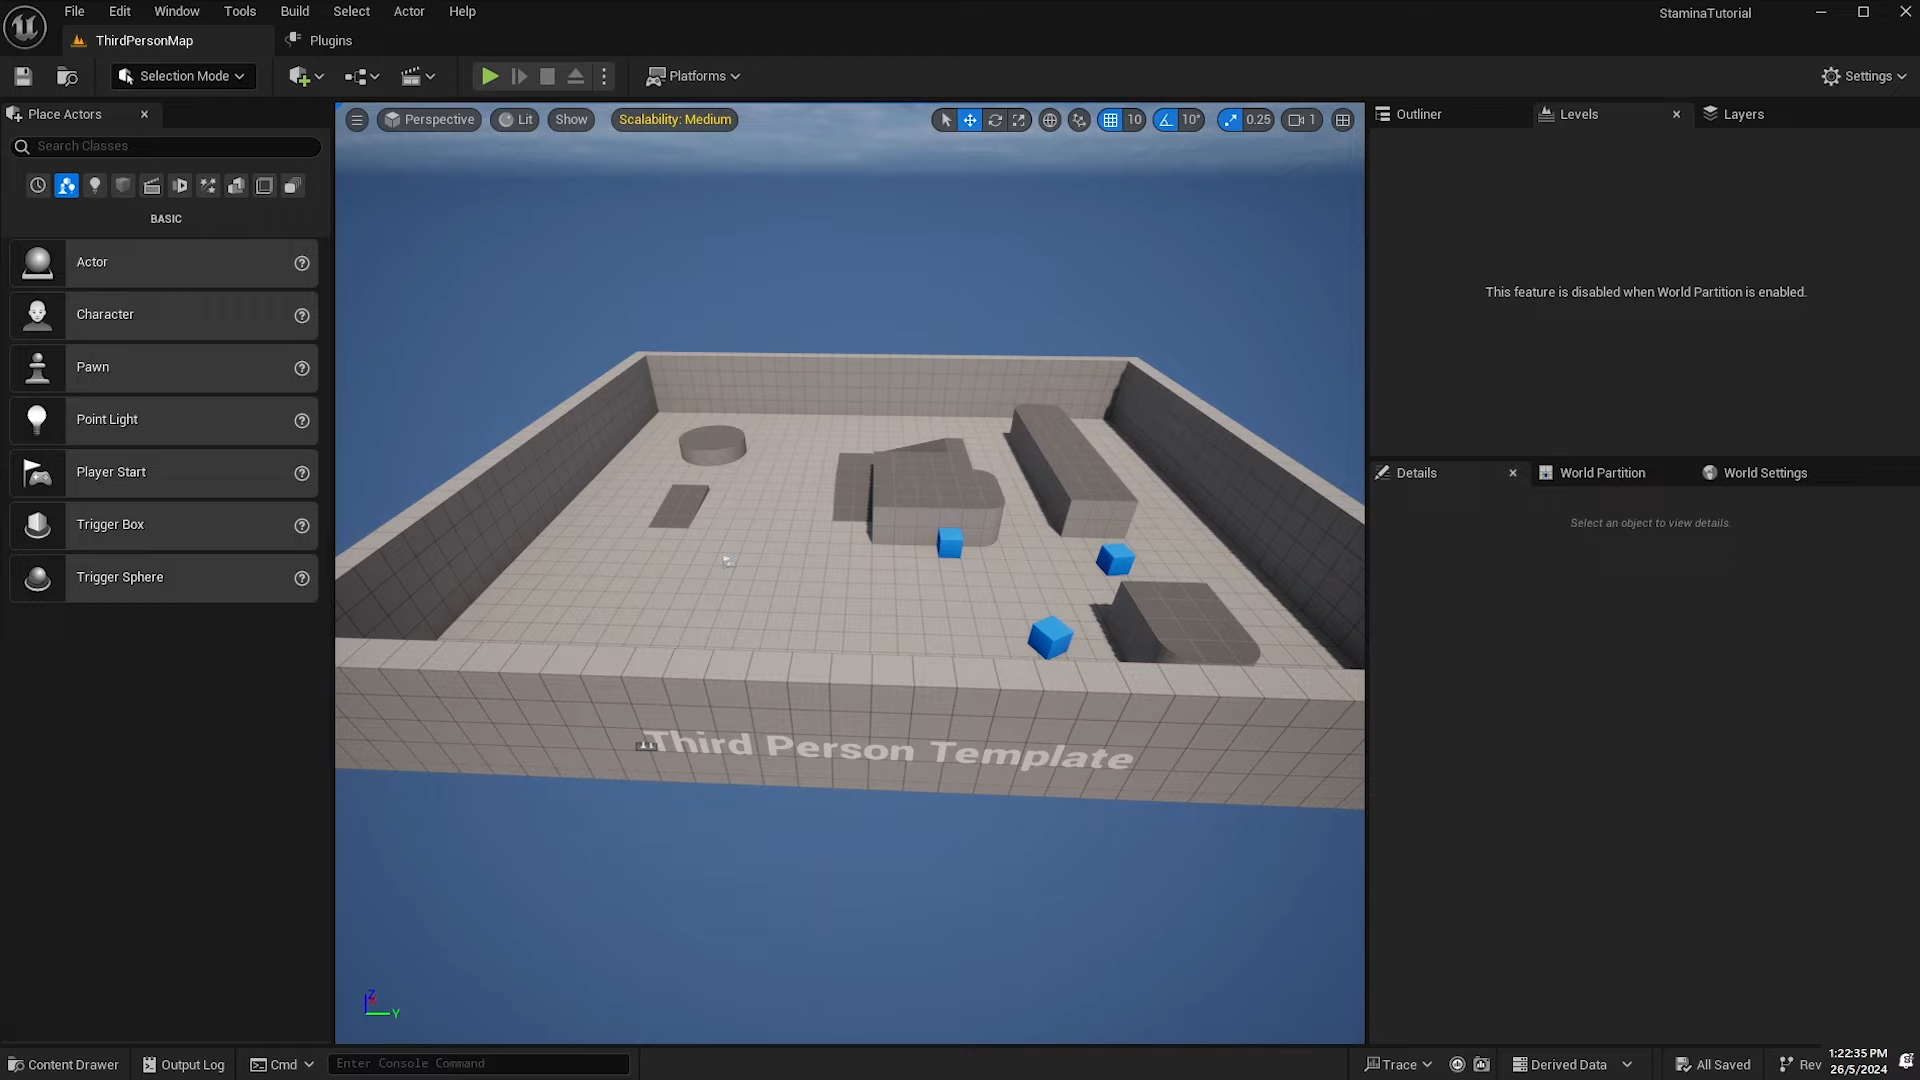 File Edit Window Tools Build Select Actor Help
StaminaTutorial
ThirdPersonMap
Plugins
Selection Mode
Platforms
Settings
Place Actors
Search Classes
BASIC
Actor
Character
Pawn
Point Light
Player Start
Trigger Box
Trigger Sphere
Perspective
Lit
Show
Scalability: Medium
10
10°
0.25
1
Third Person Template
Z
Y
Outliner
Levels
Layers
This feature is disabled when World Partition is enabled.
Details
World Partition
World Settings
Select an object to view details.
Content Drawer
Output Log
Cmd
Enter Console Command
Trace
Derived Data
All Saved
Rev
1:22:35 PM
26/5/2024